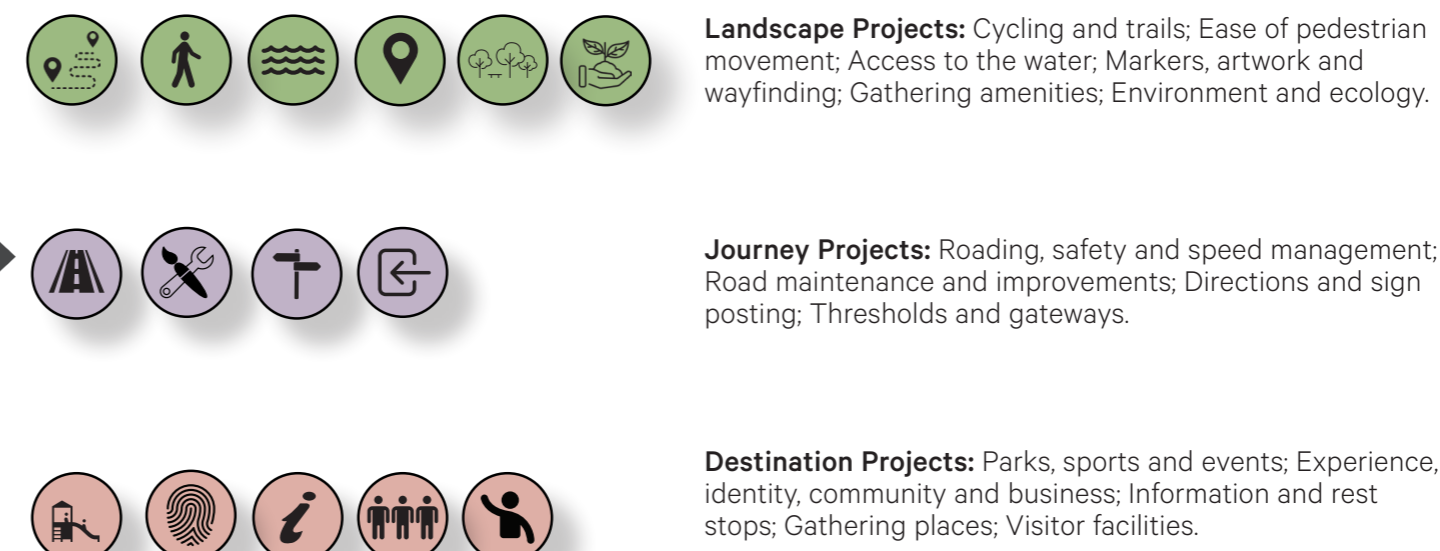 Landscape Projects: Cycling and trails; Ease of pedestrian
movement; Access to the water; Markers, artwork and
wayfinding; Gathering amenities; Environment and ecology.
Journey Projects: Roading, safety and speed management;
Road maintenance and improvements; Directions and sign
posting; Thresholds and gateways.
Destination Projects: Parks, sports and events; Experience,
identity, community and business; Information and rest
stops; Gathering places; Visitor facilities.